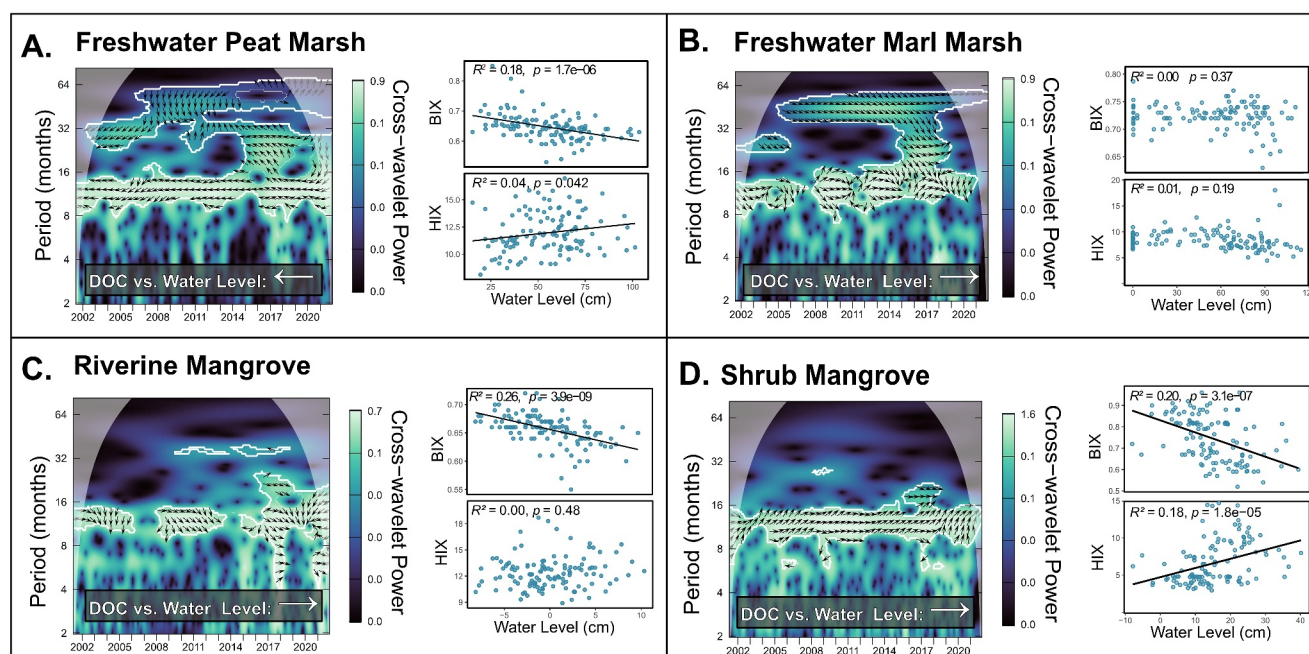 A. Freshwater Peat Marsh
Period (months)
64
32
16
8
4
2
DOC vs. Water Level:
2002 2005 2008 2011 2014 2017 2020
0.9
0.1
0.1
0.0
0.0
0.0
Cross-wavelet Power
R² = 0.18, p = 1.7e-06
BIX
0.8
0.7
0.6
R² = 0.04, p = 0.042
HIX
15.0
12.5
10.0
25 50 75 100
Water Level (cm)
B. Freshwater Marl Marsh
Period (months)
64
32
16
8
4
2
DOC vs. Water Level:
2002 2005 2008 2011 2014 2017 2020
0.9
0.1
0.1
0.0
0.0
0.0
Cross-wavelet Power
R² = 0.00 p = 0.37
BIX
0.80
0.75
0.70
0.65
R² = 0.01, p = 0.19
HIX
20
15
10
5
0 30 60 90 120
Water Level (cm)
C. Riverine Mangrove
Period (months)
64
32
16
8
4
2
DOC vs. Water Level:
2002 2005 2008 2011 2014 2017 2020
0.7
0.1
0.0
0.0
0.0
0.0
Cross-wavelet Power
R² = 0.26, p = 3.9e-09
BIX
0.70
0.65
0.60
0.55
R² = 0.00, p = 0.48
HIX
18
15
12
9
-5 0 5 10
Water Level (cm)
D. Shrub Mangrove
Period (months)
64
32
16
8
4
2
DOC vs. Water Level:
2002 2005 2008 2011 2014 2017 2020
1.6
0.1
0.1
0.0
0.0
0.0
Cross-wavelet Power
R² = 0.20, p = 3.1e-07
BIX
0.9
0.8
0.7
0.6
0.5
R² = 0.18, p = 1.8e-05
HIX
15
10
5
-10 0 10 20 30 40
Water Level (cm)